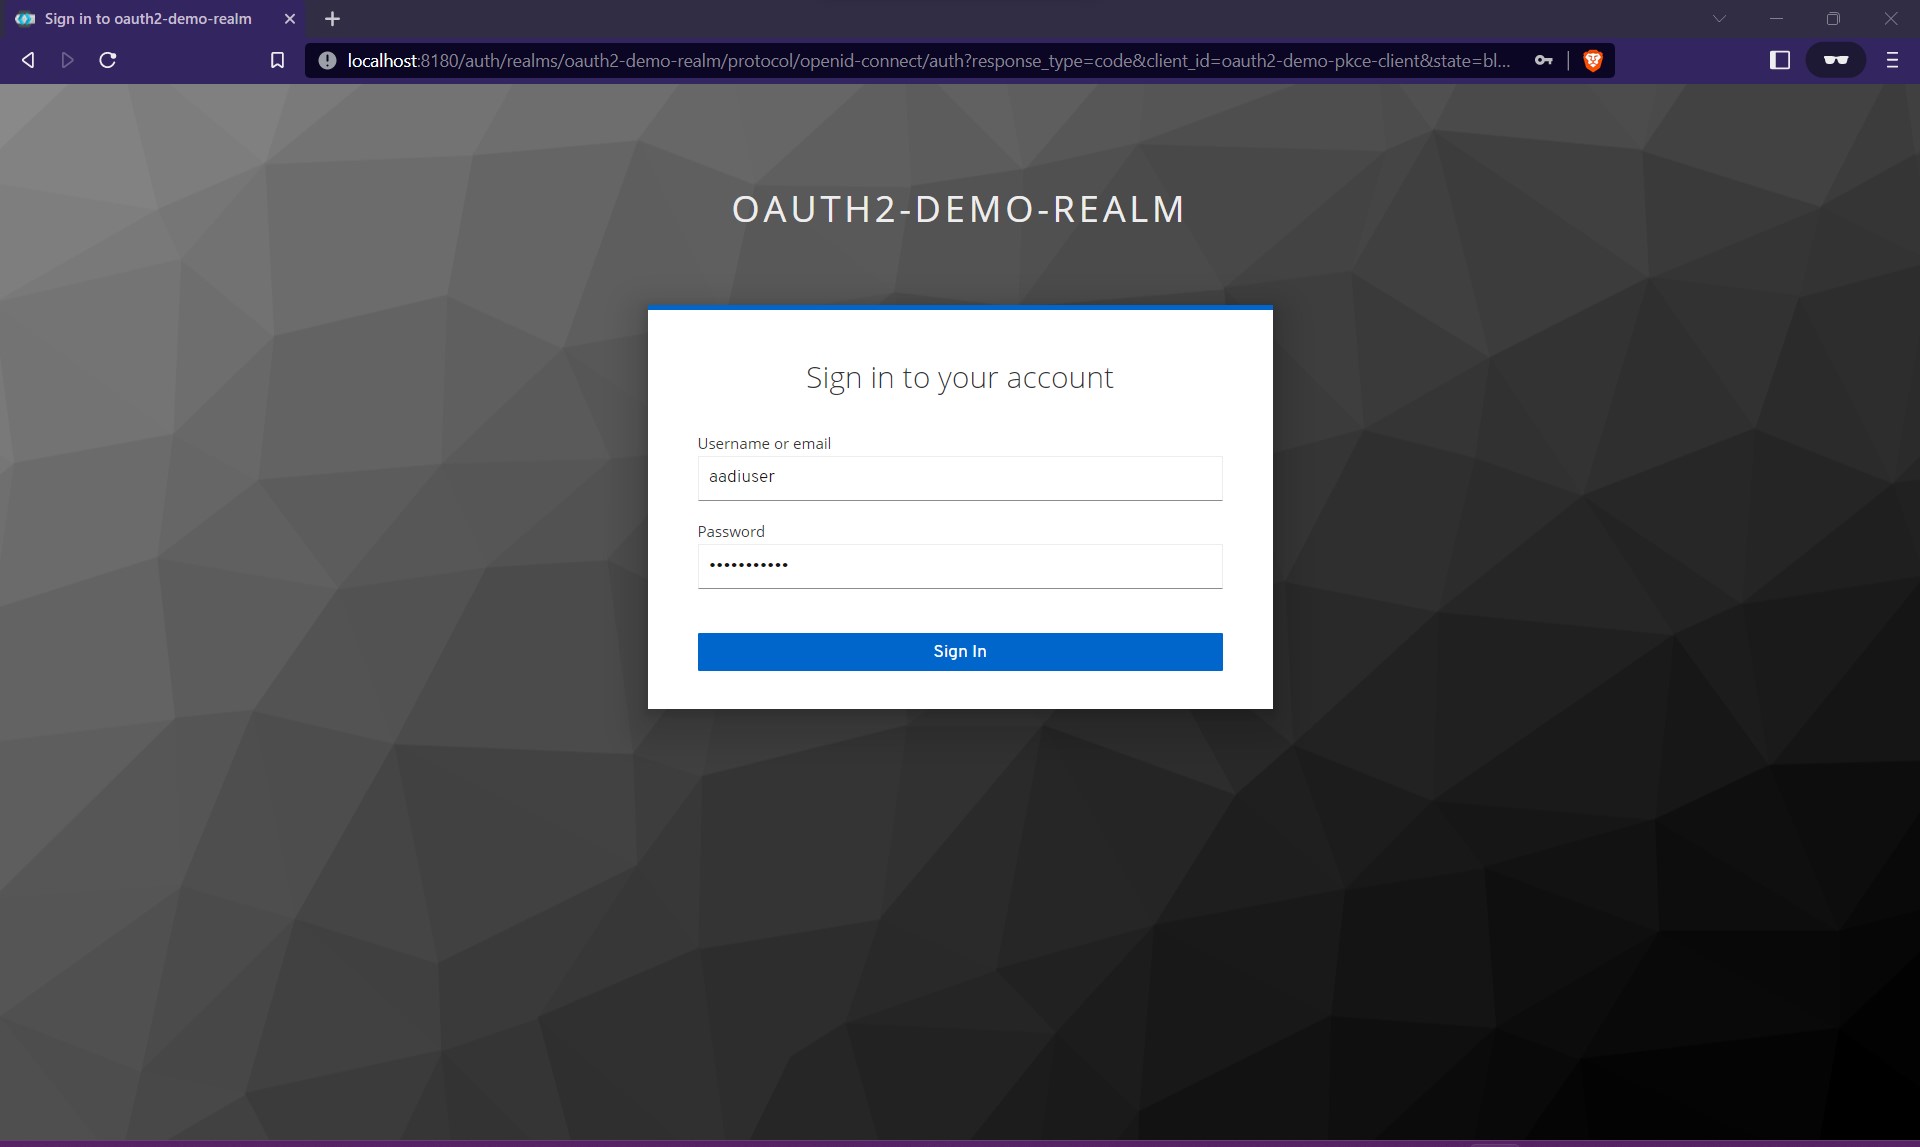 Sign in to oauth2-demo-realm
localhost:8180/auth/realms/oauth2-demo-realm/protocol/openid-connect/auth?response_type=code&client_id=oauth2-demo-pkce-client&state=bl...
OAUTH2-DEMO-REALM
Sign in to your account
Username or email
aadiuser
Password
•••••••••••
Sign In